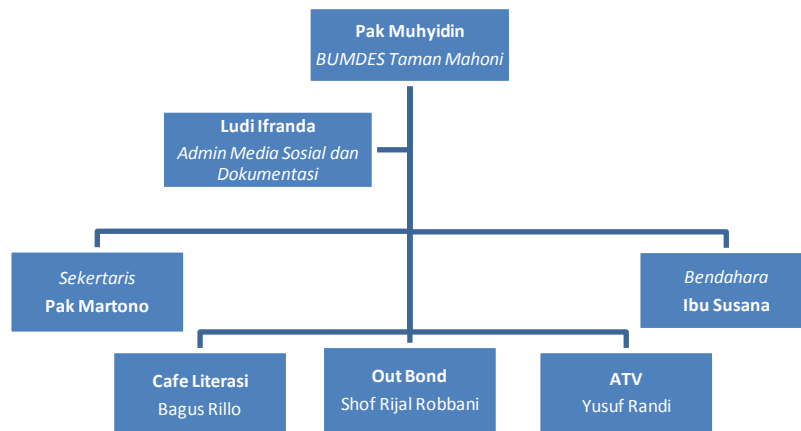 Pak Muhyidin
BUMDES Taman Mahoni
Ludi Ifranda
Admin Media Sosial dan
Dokumentasi
Sekertaris
Pak Martono
Bendahara
Ibu Susana
Cafe Literasi
Bagus Rillo
Out Bond
Shof Rijal Robbani
ATV
Yusuf Randi